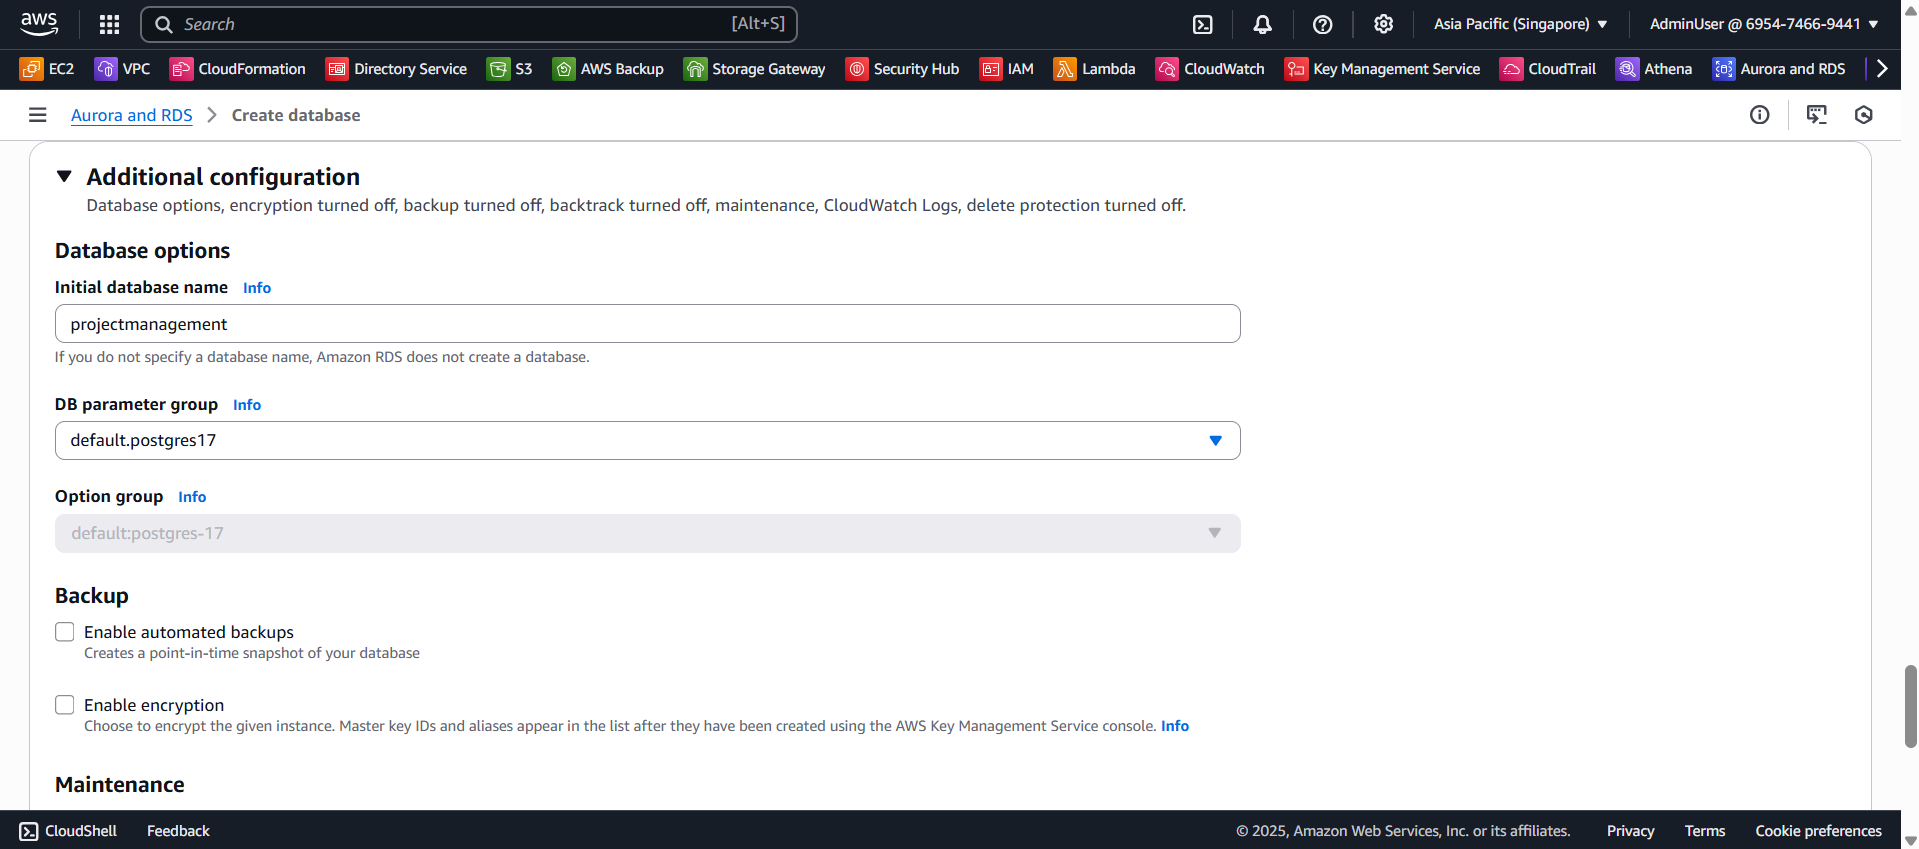 aws
Search [Alt+S]
Asia Pacific (Singapore)
AdminUser @ 6954-7466-9441
EC2 VPC CloudFormation Directory Service S3 AWS Backup Storage Gateway Security Hub IAM Lambda CloudWatch Key Management Service CloudTrail Athena Aurora and RDS
Aurora and RDS > Create database
Additional configuration
Database options, encryption turned off, backup turned off, backtrack turned off, maintenance, CloudWatch Logs, delete protection turned off.
Database options
Initial database name Info
projectmanagement
If you do not specify a database name, Amazon RDS does not create a database.
DB parameter group Info
default.postgres17
Option group Info
default:postgres-17
Backup
Enable automated backups
Creates a point-in-time snapshot of your database
Enable encryption
Choose to encrypt the given instance. Master key IDs and aliases appear in the list after they have been created using the AWS Key Management Service console. Info
Maintenance
CloudShell Feedback © 2025, Amazon Web Services, Inc. or its affiliates. Privacy Terms Cookie preferences